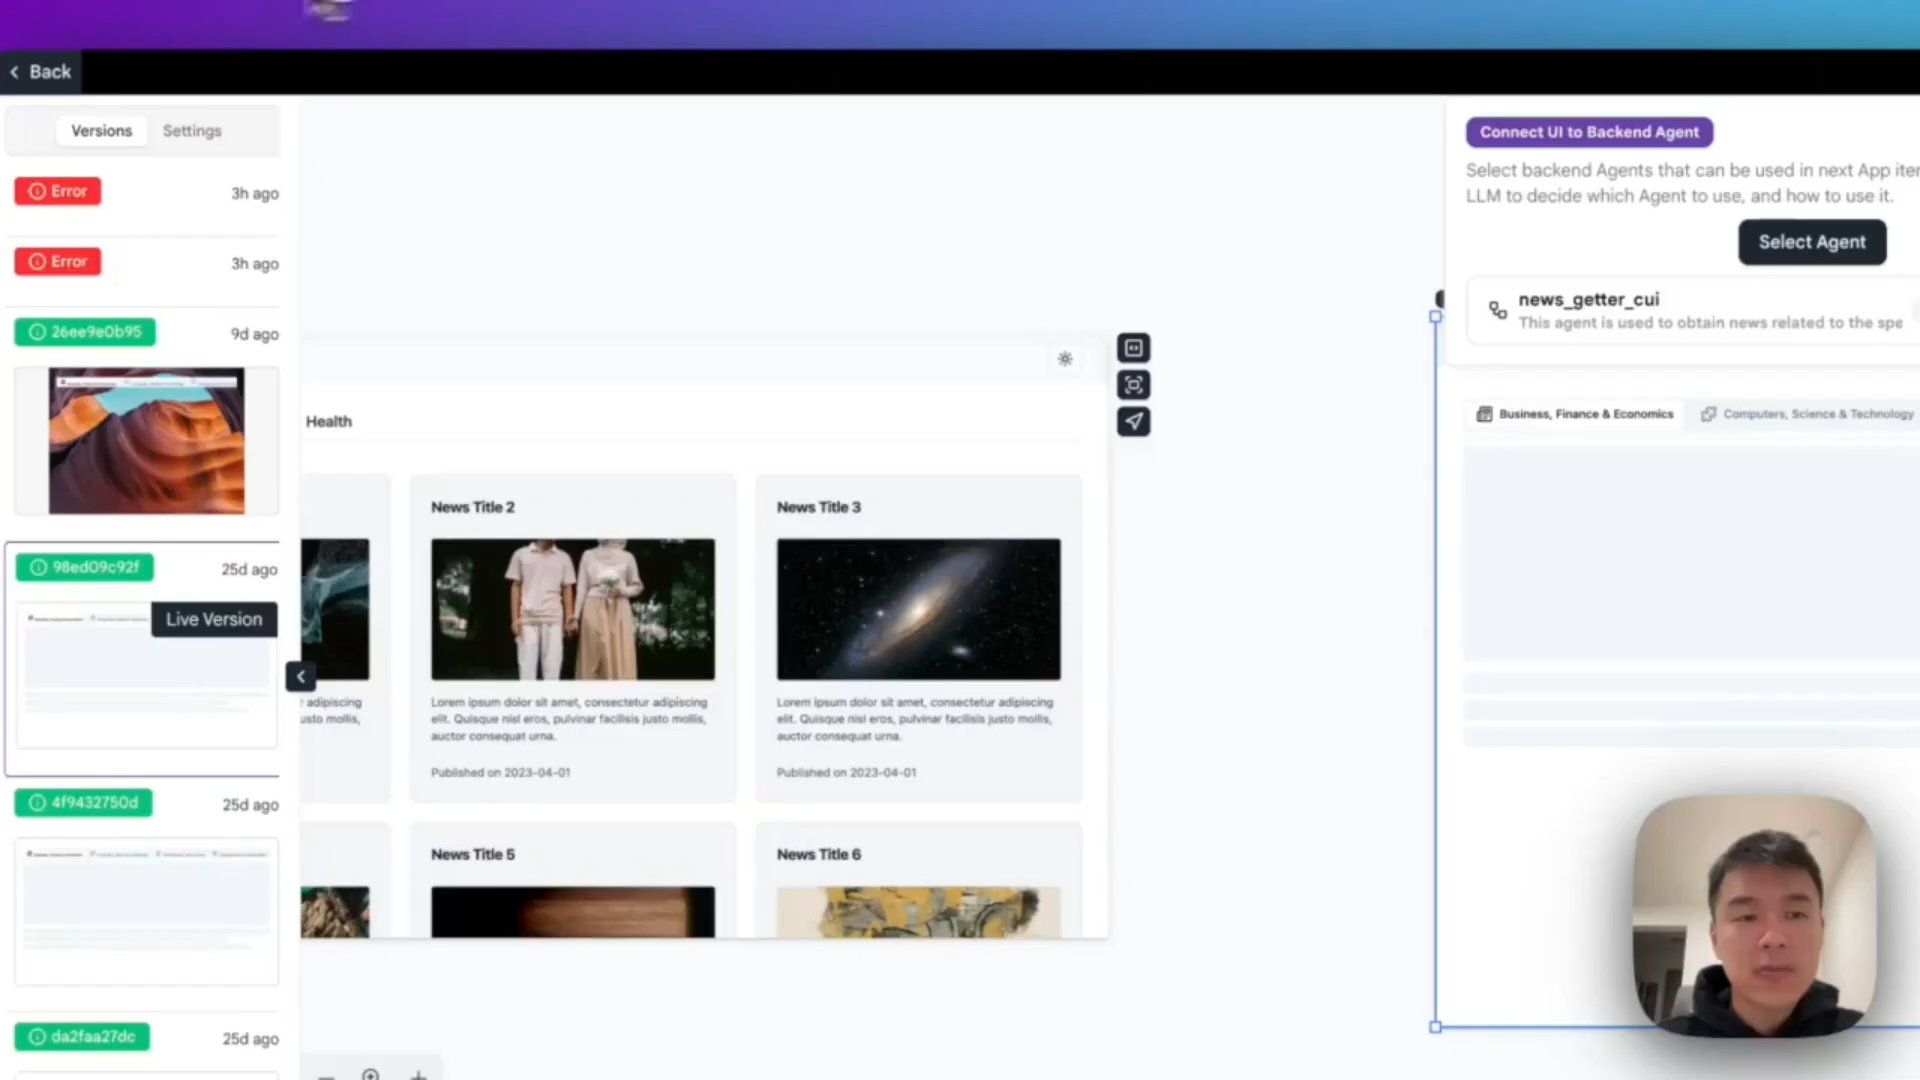 Back
Versions
Settings
Error
3h ago
Error
3h ago
26ee9e0b95
9d ago
98ed09c92f
25d ago
Live Version
4f9432750d
25d ago
da2faa27dc
25d ago
Health
News Title 2
News Title 3
adipiscing
usto mollis,
Lorem ipsum dolor sit amet, consectetur adipiscing
elit. Quisque nisl eros, pulvinar facilisis justo mollis,
auctor consequat urna.
Published on 2023-04-01
Lorem ipsum dolor sit amet, consectetur adipiscing
elit. Quisque nisl eros, pulvinar facilisis justo mollis,
auctor consequat urna.
Published on 2023-04-01
News Title 5
News Title 6
Connect UI to Backend Agent
Select backend Agents that can be used in next App iter
LLM to decide which Agent to use, and how to use it.
Select Agent
news_getter_cui
This agent is used to obtain news related to the spe
Business, Finance & Economics
Computers, Science & Technology